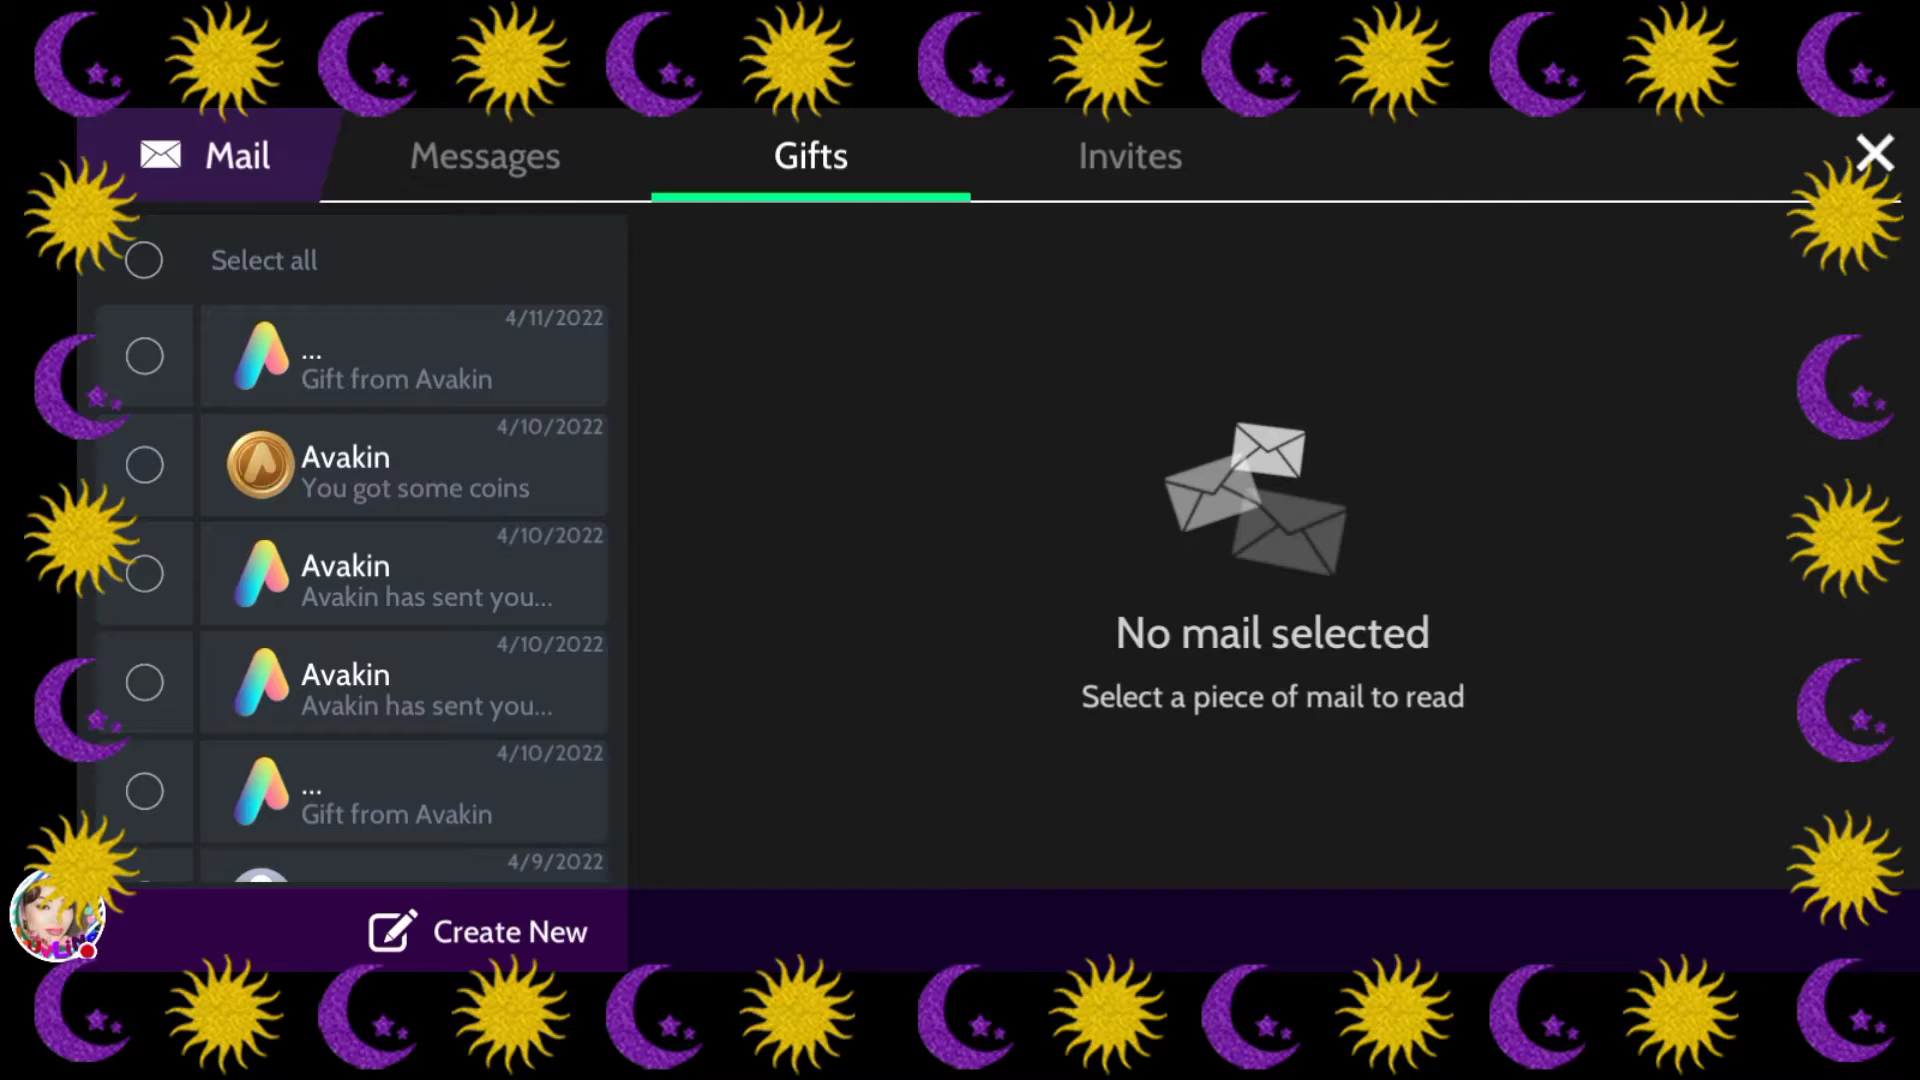 Mail
Messages
Gifts
Invites
Select all
4/11/2022
...
Gift from Avakin
4/10/2022
Avakin
You got some coins
4/10/2022
Avakin
Avakin has sent you...
4/10/2022
Avakin
Avakin has sent you...
4/10/2022
...
Gift from Avakin
4/9/2022
No mail selected
Select a piece of mail to read
Create New